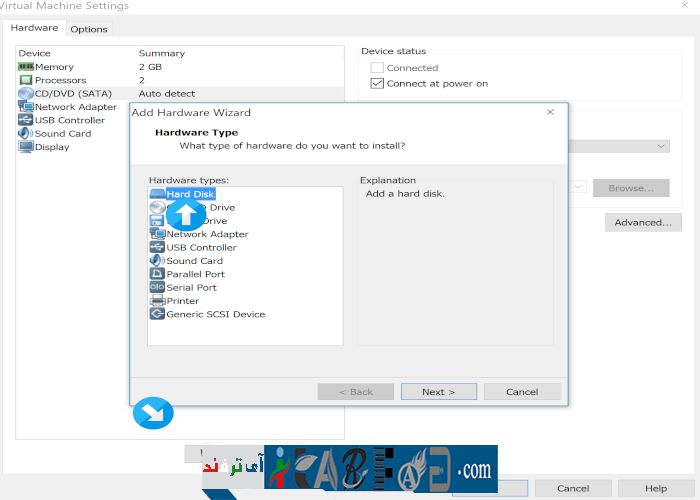 Virtual Machine Settings
Hardware Options
Device Summary
Memory 2 GB
Processors 2
CD/DVD (SATA) Auto detect
Network Adapter
USB Controller
Sound Card
Display
Device status
Connected
Connect at power on
Add Hardware Wizard
Hardware Type
What type of hardware do you want to install?
Hardware types:
Hard Disk
Drive
Drive
Network Adapter
USB Controller
Sound Card
Parallel Port
Serial Port
Printer
Generic SCSI Device
Explanation
Add a hard disk.
< Back Next > Cancel
Browse...
Advanced...
آی ترفند
.com
Cancel Help